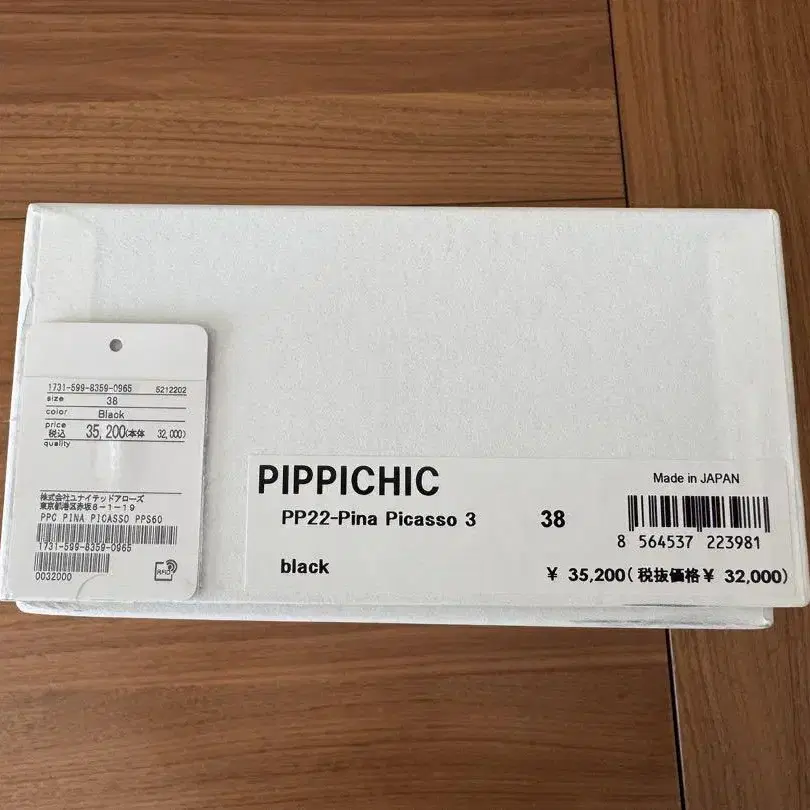 1731-599-8359-0965 5212202
size 38
color Black
price
税込 35,200(本体 32,000)
quality
株式会社ユナイテッドアローズ
東京都港区赤坂8-1-19
PPC PINA PICASSO PPS60
1731-599-8359-0965
0032000
RFID
PIPPICHIC
Made in JAPAN
PP22-Pina Picasso 3 38
8 564537 223981
black
¥ 35,200(税抜価格¥ 32,000)